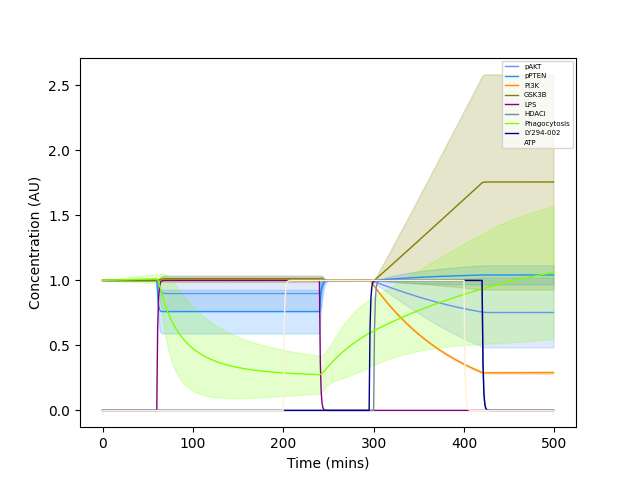 2.5
2.0
1.5
1.0
0.5
0.0
Concentration (AU)
0
100
200
300
400
500
Time (mins)
pAKT
pPTEN
PI3K
GSK3B
LPS
HDACi
Phagocytosis
LY294-002
ATP